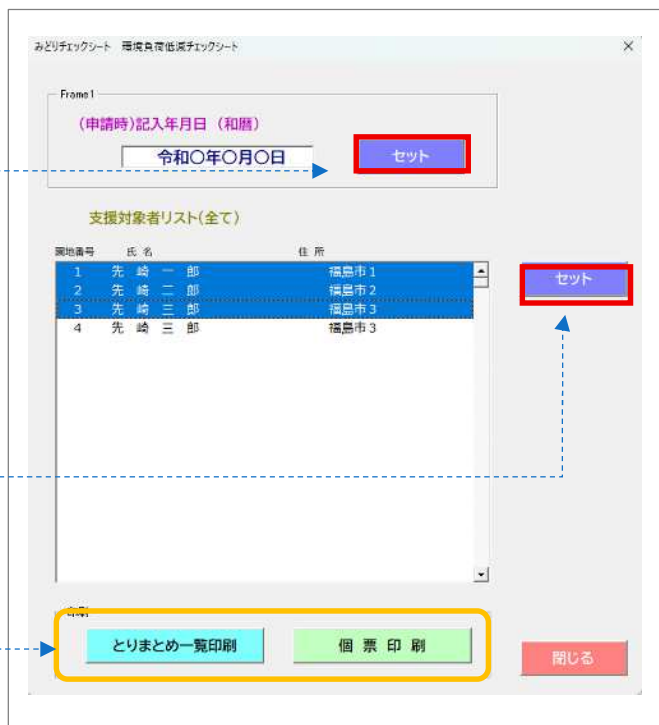 みどりチェックシート 環境負荷低減チェックシート
Frame1
(申請時)記入年月日 (和暦)
令和〇年〇月〇日
セット
支援対象者リスト(全て)
園地番号 氏 名 住 所
1 先 崎 一 郎 福島市1
2 先 崎 二 郎 福島市2
3 先 崎 三 郎 福島市3
4 先 崎 三 郎 福島市3
セット
印刷
とりまとめ一覧印刷
個 票 印 刷
閉じる